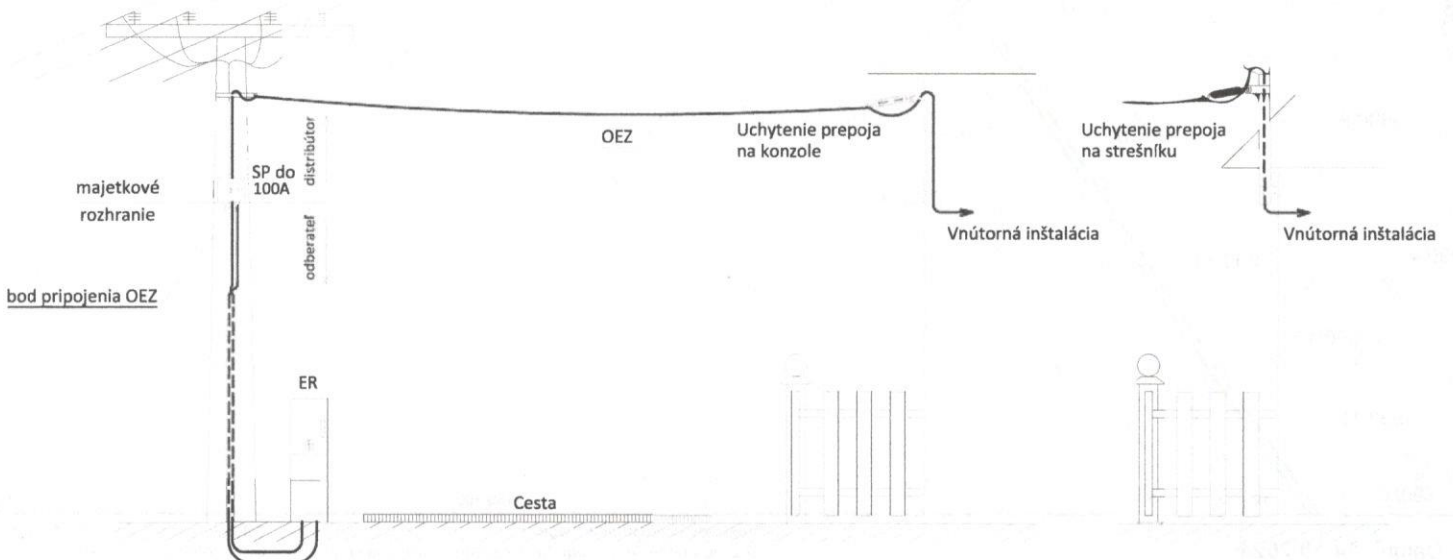 OEZ
distribútor
SP do
100A
majetkové
rozhranie
odberateľ
bod pripojenia OEZ
ER
Cesta
Uchytenie prepoja
na konzole
Vnútorná inštalácia
Uchytenie prepoja
na strešníku
Vnútorná inštalácia